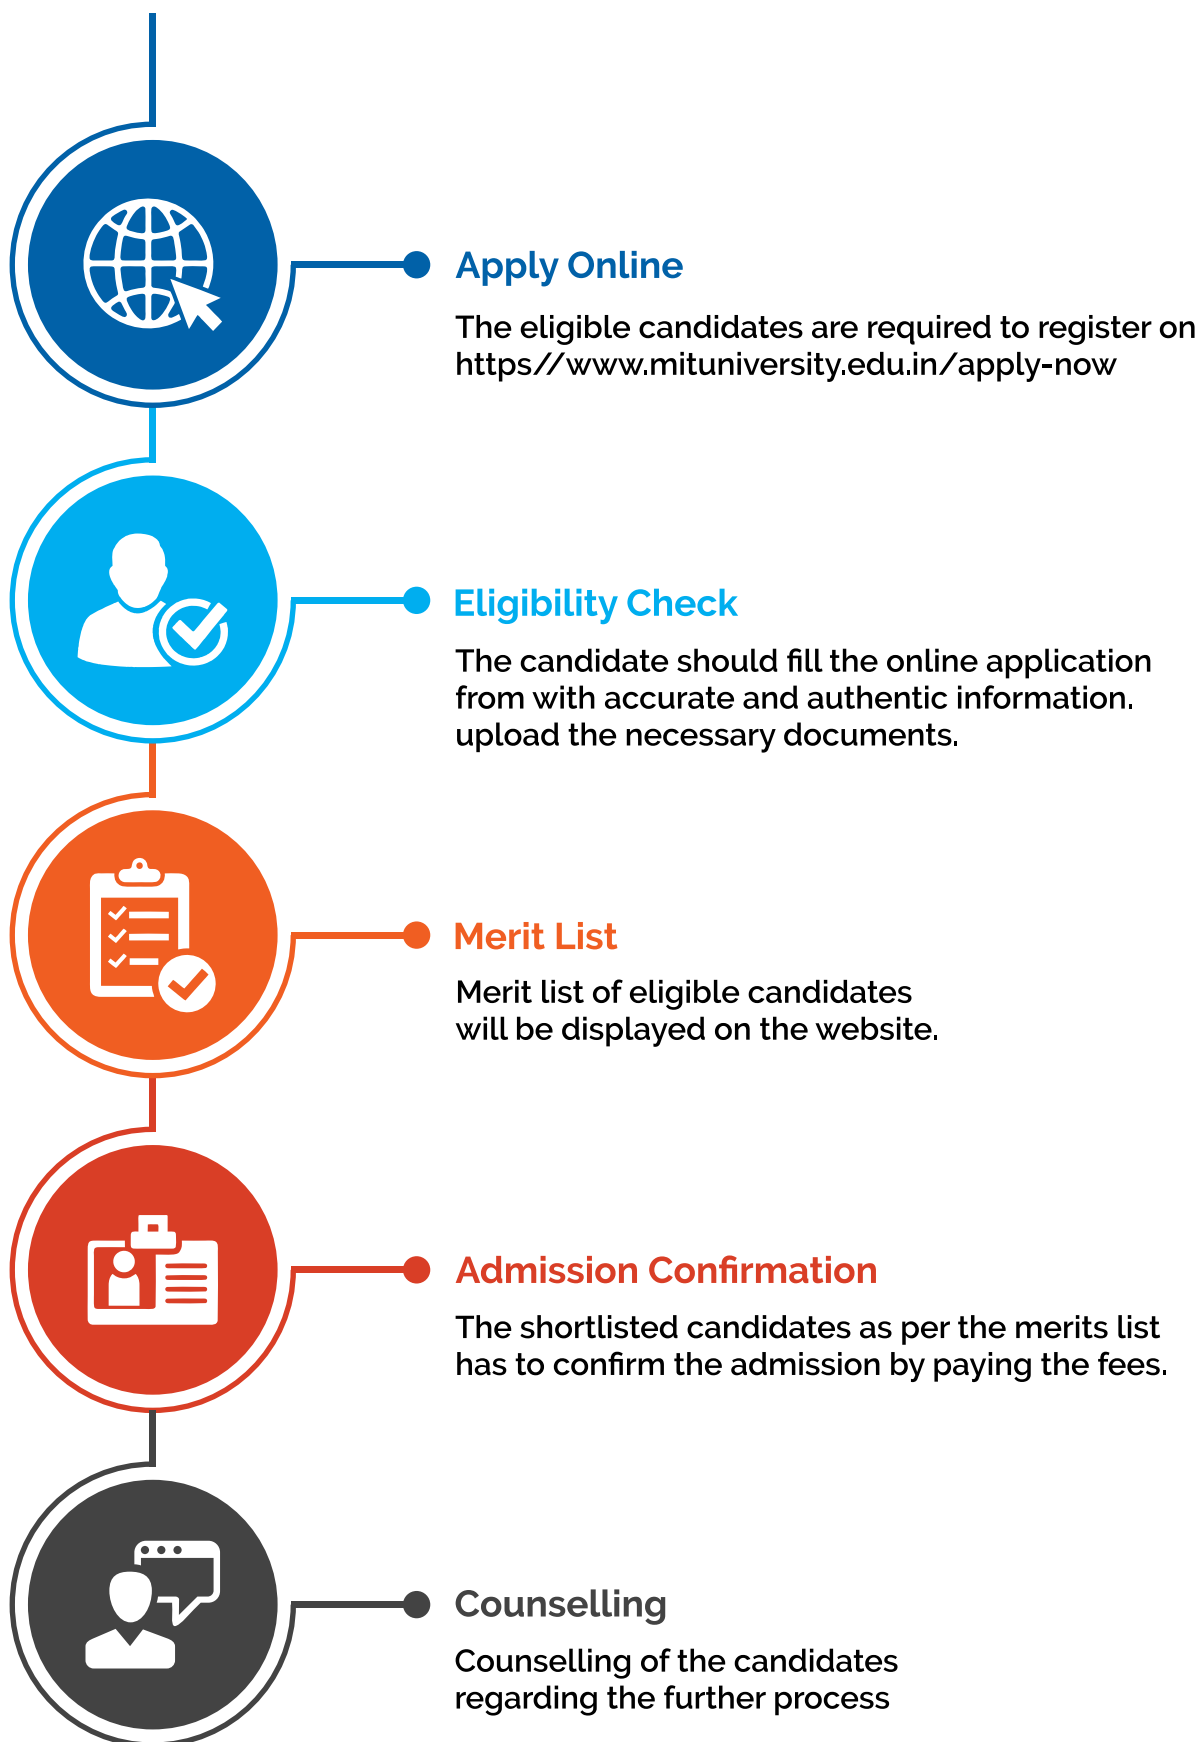 Apply Online
The eligible candidates are required to register on
https//www.mituniversity.edu.in/apply-now
Eligibility Check
The candidate should fill the online application
from with accurate and authentic information.
upload the necessary documents.
Merit List
Merit list of eligible candidates
will be displayed on the website.
Admission Confirmation
The shortlisted candidates as per the merits list
has to confirm the admission by paying the fees.
Counselling
Counselling of the candidates
regarding the further process